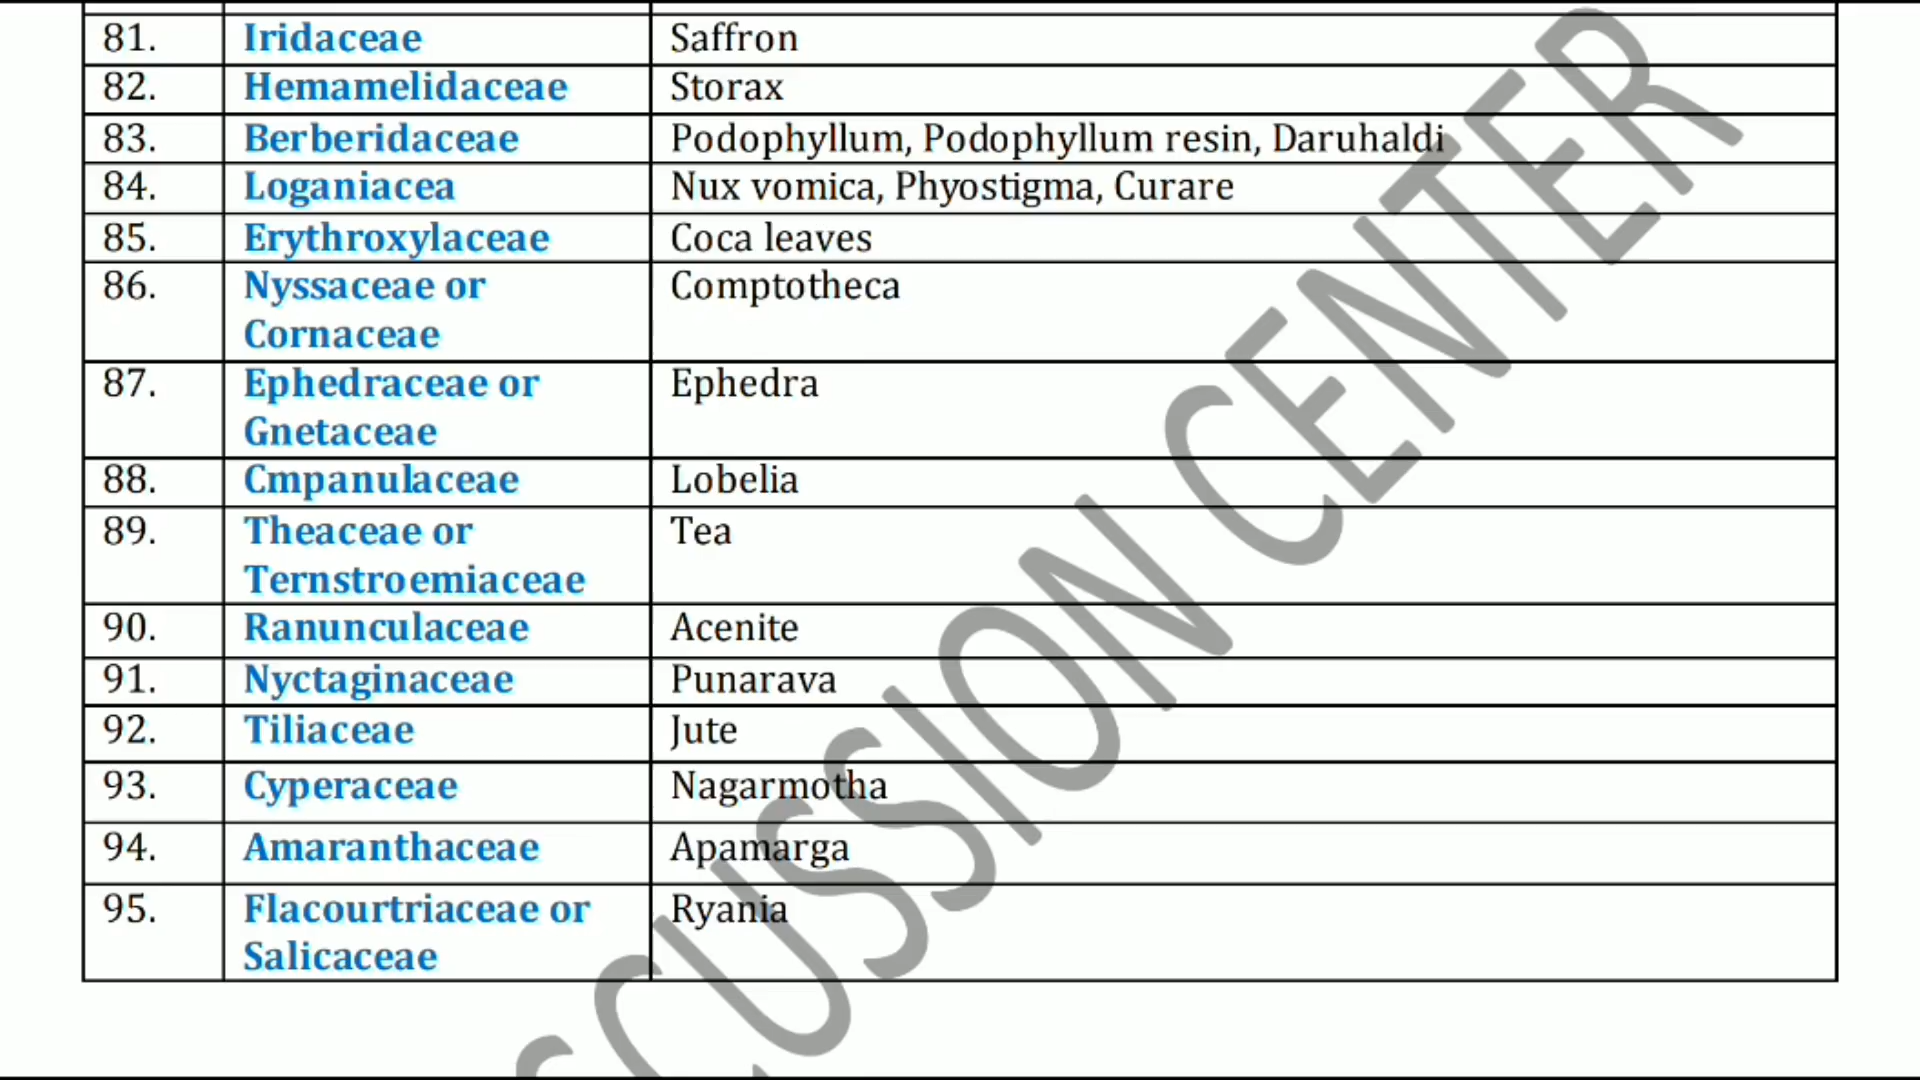 81. Iridaceae Saffron
82. Hemamelidaceae Storax
83. Berberidaceae Podophyllum, Podophyllum resin, Daruhaldi
84. Loganiacea Nux vomica, Phyostigma, Curare
85. Erythroxylaceae Coca leaves
86. Nyssaceae or Comptotheca
Cornaceae
87. Ephedraceae or Ephedra
Gnetaceae
88. Cmpanulaceae Lobelia
89. Theaceae or Tea
Ternstroemiaceae
90. Ranunculaceae Acenite
91. Nyctaginaceae Punarava
92. Tiliaceae Jute
93. Cyperaceae Nagarmotha
94. Amaranthaceae Apamarga
95. Flacourtriaceae or Ryania
Salicaceae
SCUSSION CENTER